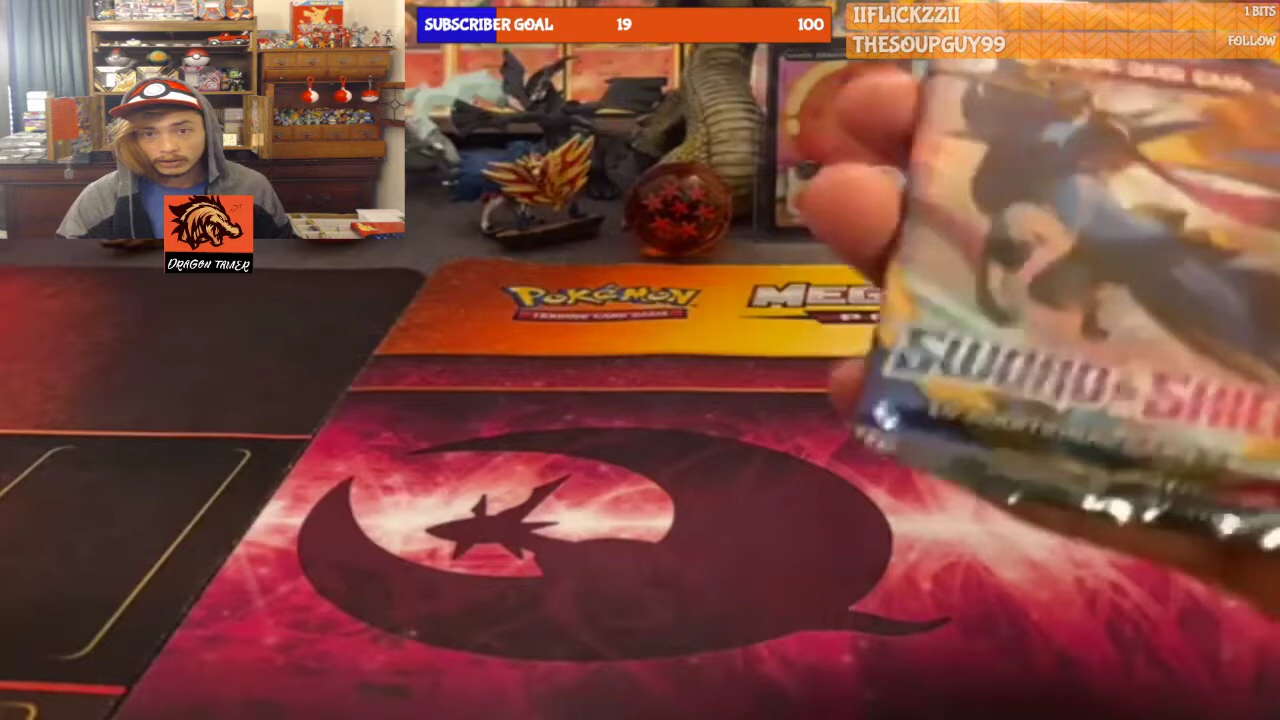 SUBSCRIBER GOAL 19 100
IIFLICKZZII 1 BITS
THESOUPGUY99 FOLLOW
DRAGON TAMER
POKéMON
TRADING CARD GAME
MEG
SWORD & SHIE